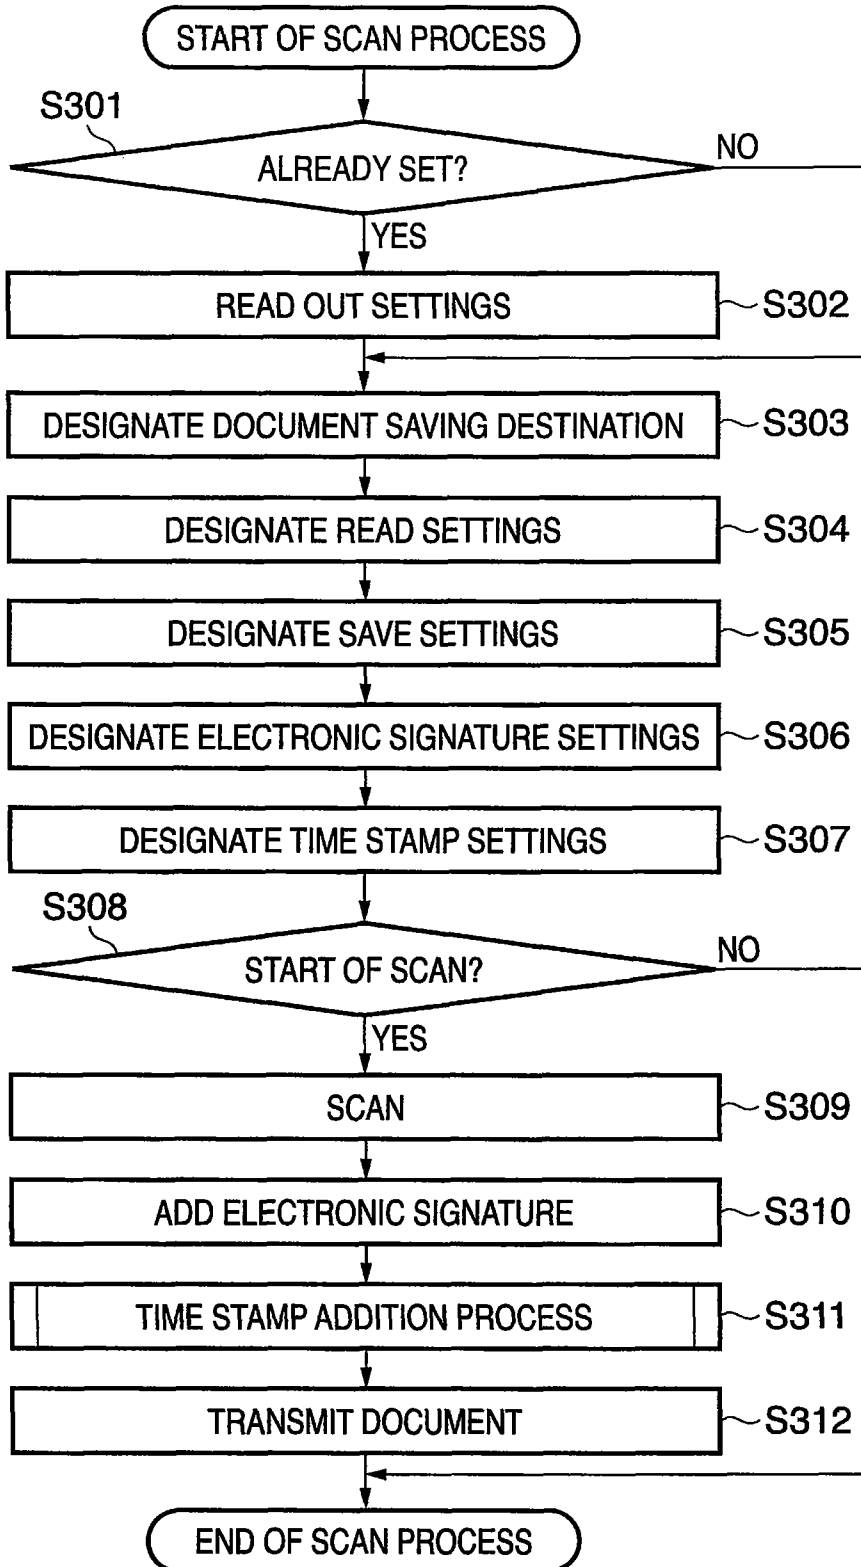 START OF SCAN PROCESS
S301
ALREADY SET?
NO
YES
READ OUT SETTINGS
S302
DESIGNATE DOCUMENT SAVING DESTINATION
S303
DESIGNATE READ SETTINGS
S304
DESIGNATE SAVE SETTINGS
S305
DESIGNATE ELECTRONIC SIGNATURE SETTINGS
S306
DESIGNATE TIME STAMP SETTINGS
S307
S308
START OF SCAN?
NO
YES
SCAN
S309
ADD ELECTRONIC SIGNATURE
S310
TIME STAMP ADDITION PROCESS
S311
TRANSMIT DOCUMENT
S312
END OF SCAN PROCESS